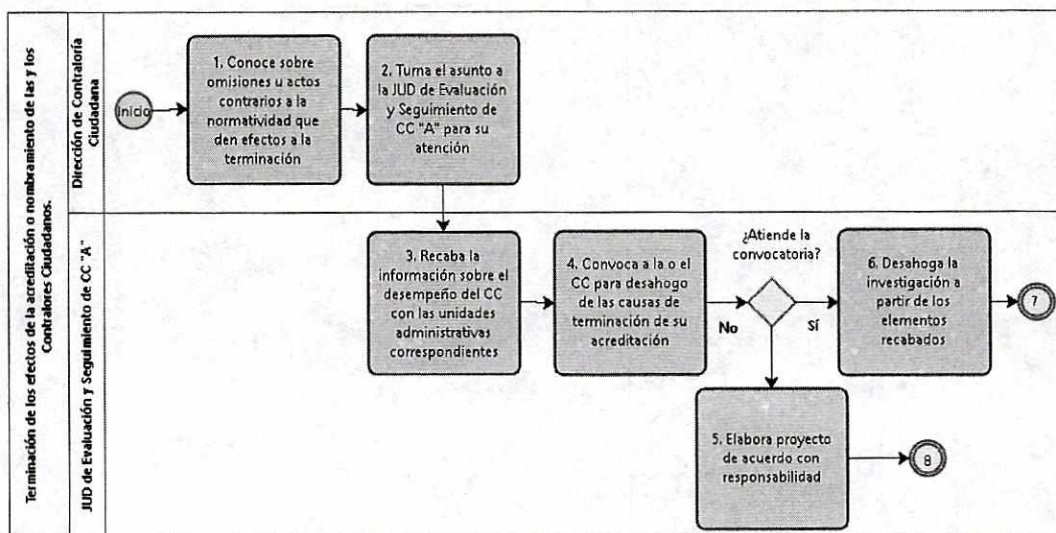 Terminación de los efectos de la acreditación o nombramiento de las y los
Contralores Ciudadanos.
Dirección de Contraloría
Ciudadana
Inicio
1. Conoce sobre
omisiones u actos
contrarios a la
normatividad que
den efectos a la
terminación
2. Turna el asunto a
la JUD de Evaluación
y Seguimiento de
CC "A" para su
atención
JUD de Evaluación y Seguimiento de CC "A"
3. Recaba la
información sobre el
desempeño del CC
con las unidades
administrativas
correspondientes
4. Convoca a la o el
CC para desahogo
de las causas de
terminación de su
acreditación
¿Atiende la
convocatoria?
No
Sí
6. Desahoga la
investigación a
partir de los
elementos
recabados
7
5. Elabora proyecto
de acuerdo con
responsabilidad
8